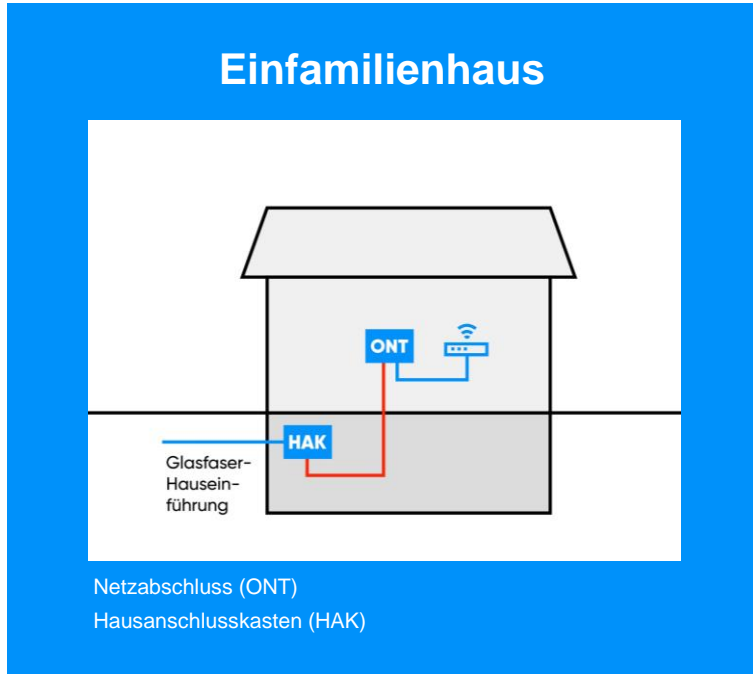 Einfamilienhaus
ONT
HAK
Glasfaser-
Hausein-
führung
Netzabschluss (ONT)
Hausanschlusskasten (HAK)